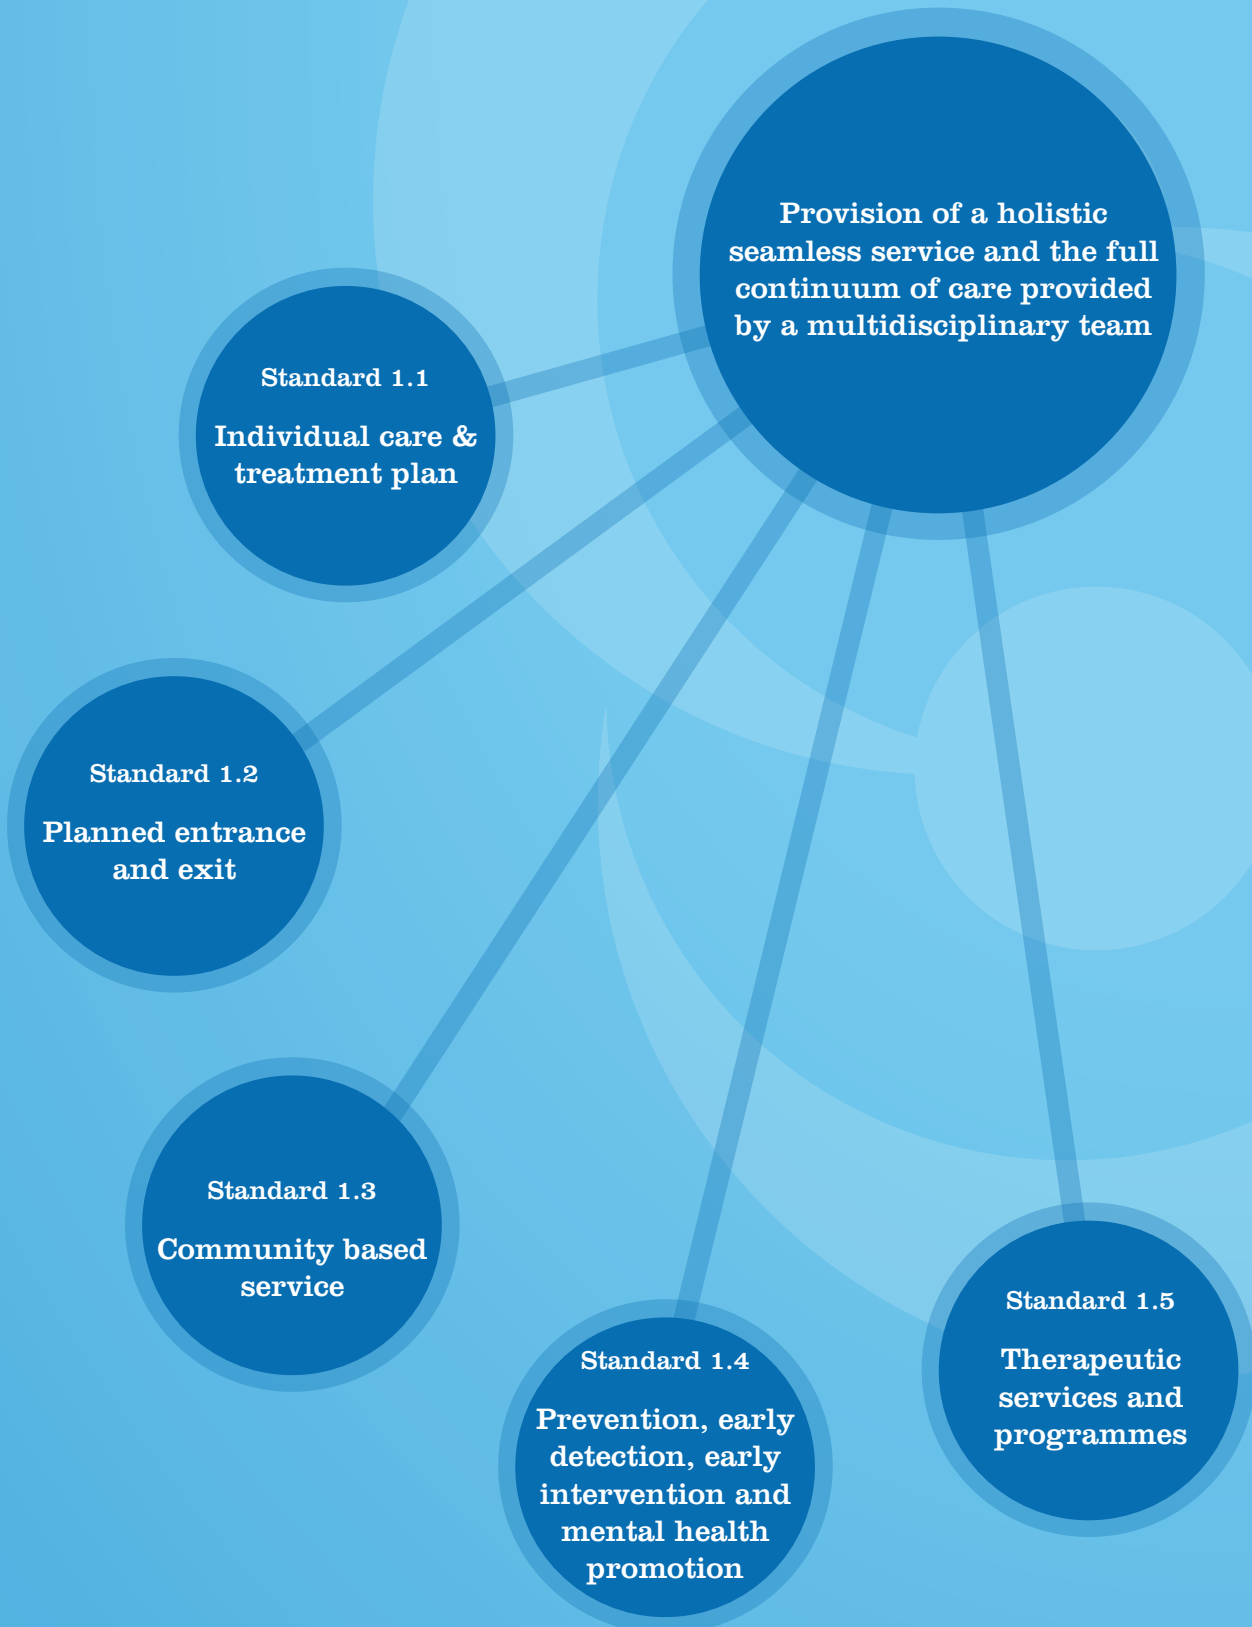 Provision of a holistic
seamless service and the full
continuum of care provided
by a multidisciplinary team
Standard 1.1
Individual care &
treatment plan
Standard 1.2
Planned entrance
and exit
Standard 1.3
Community based
service
Standard 1.4
Prevention, early
detection, early
intervention and
mental health
promotion
Standard 1.5
Therapeutic
services and
programmes